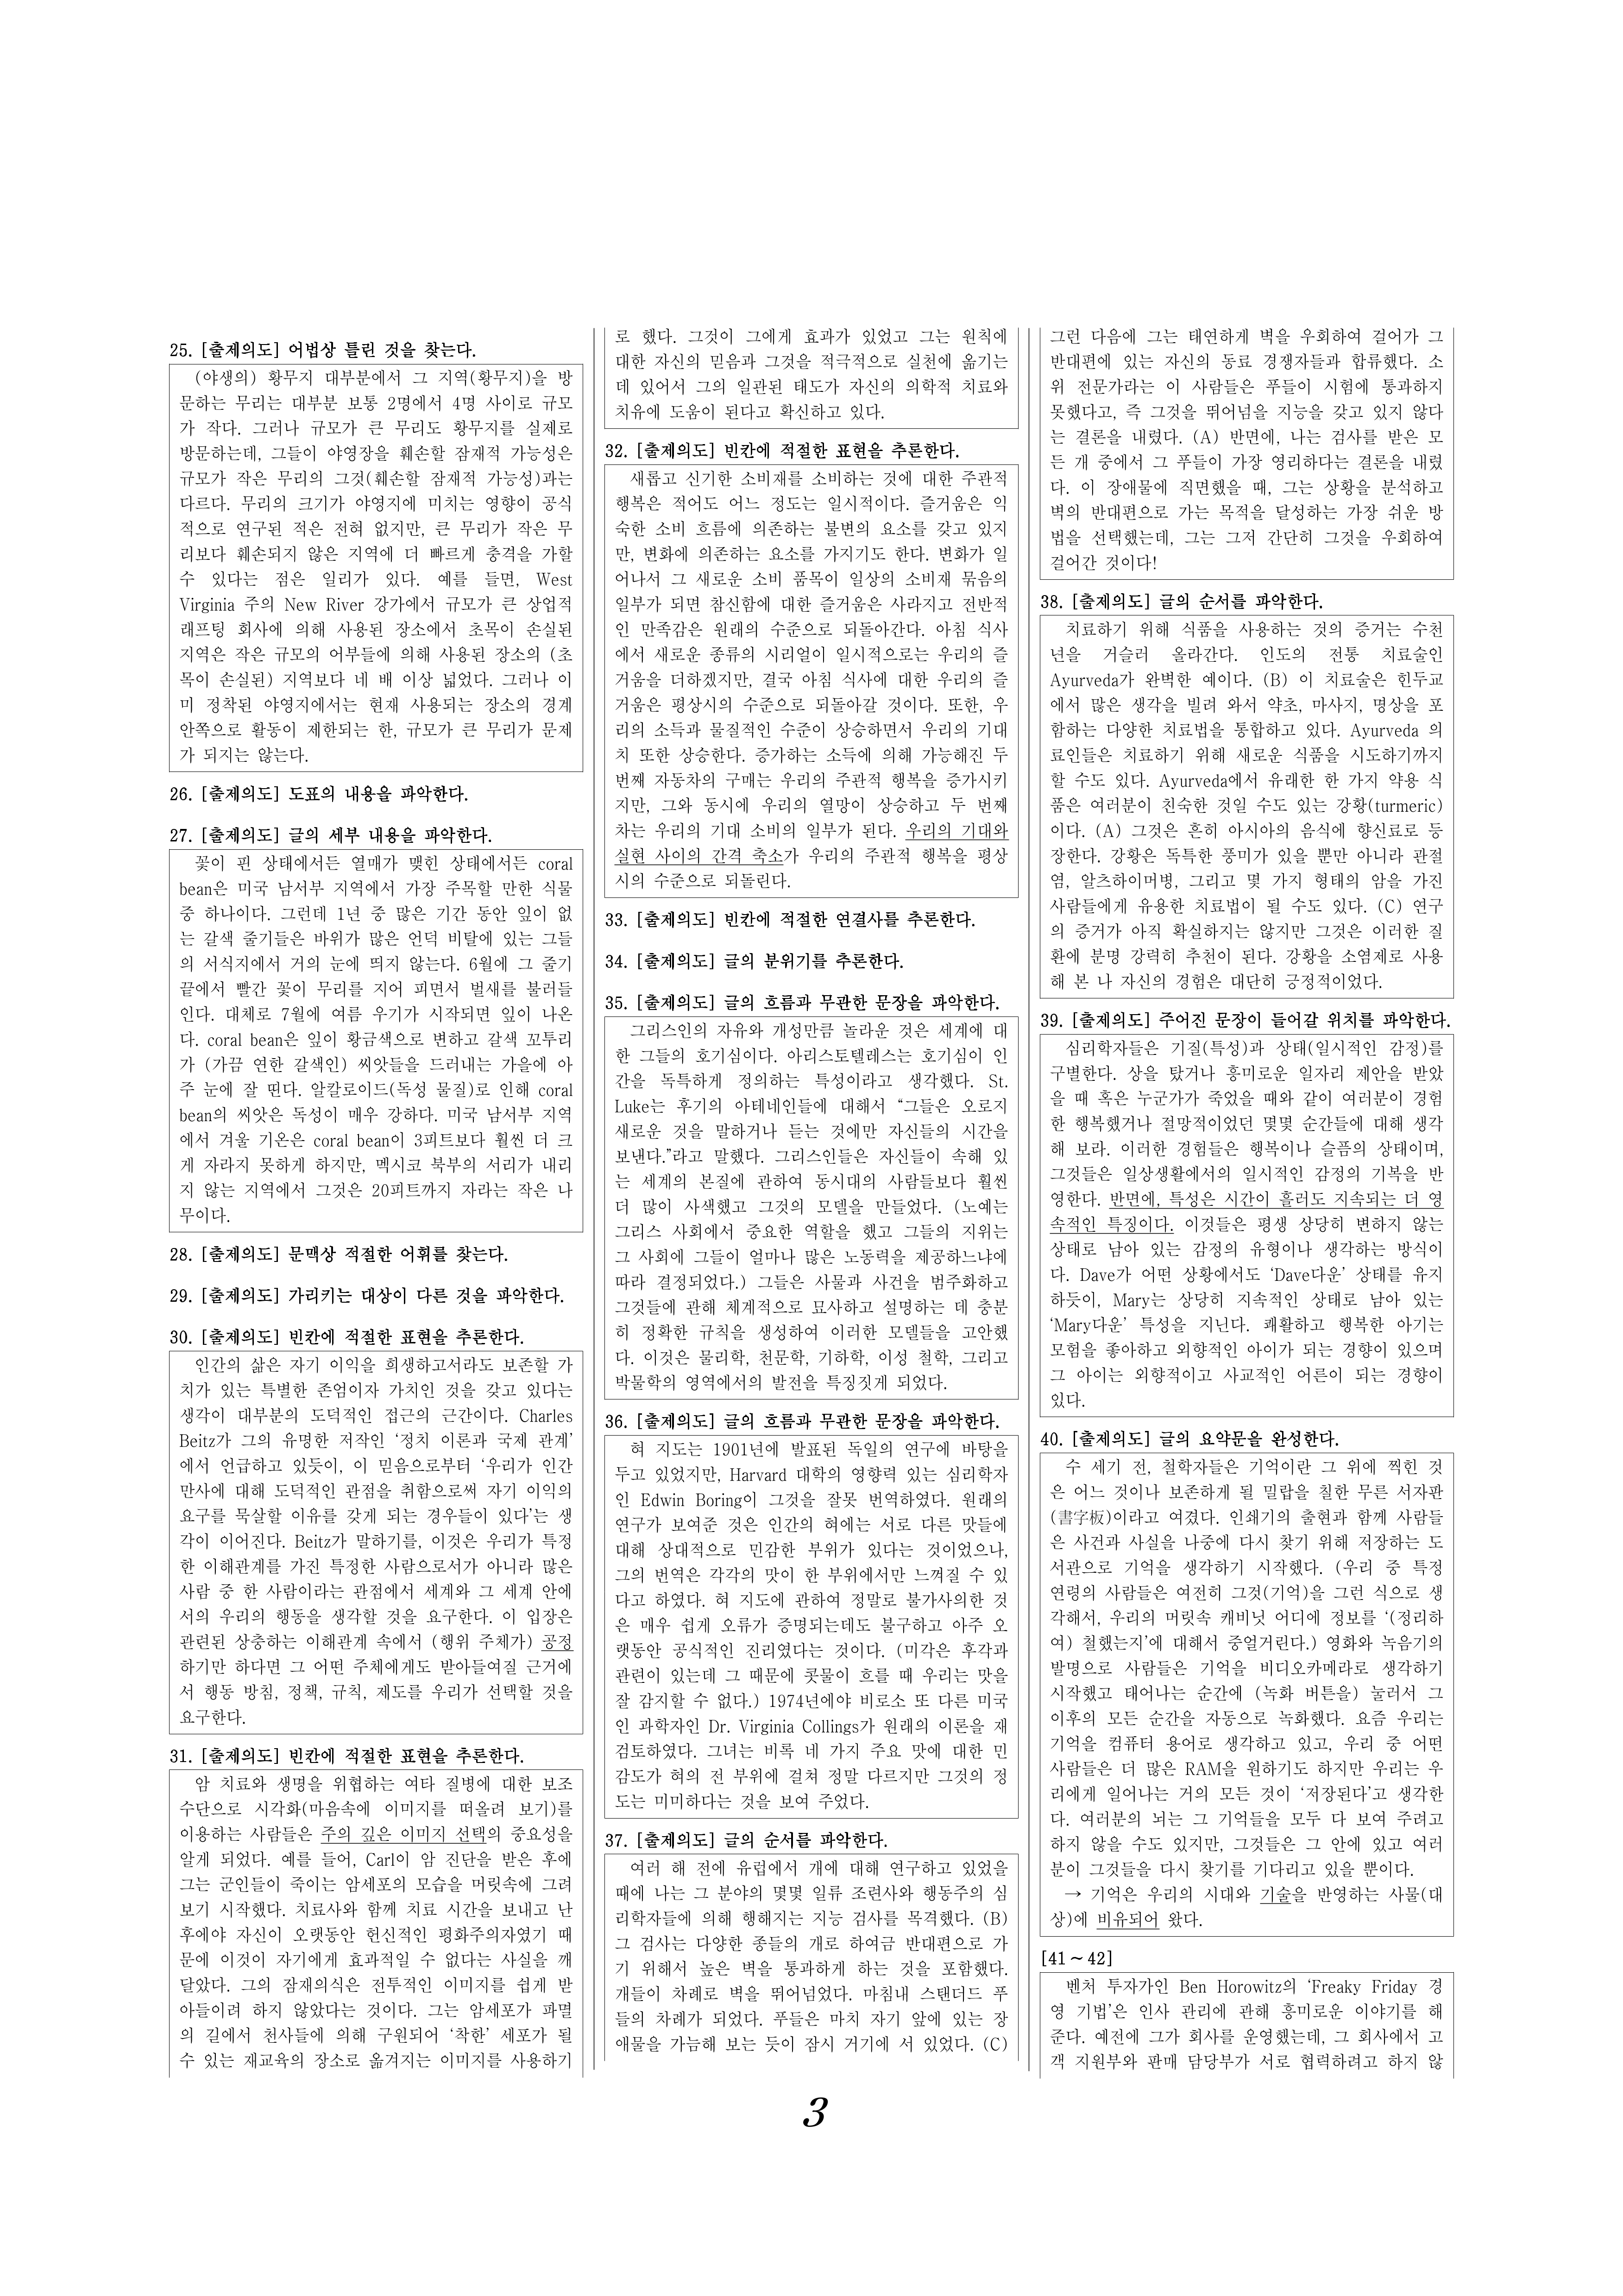 25. [출제의도] 어법상 틀린 것을 찾는다.
(야생의) 황무지 대부분에서 그 지역(황무지)을 방
문하는 무리는 대부분 보통 2명에서 4명 사이로 규모
가 작다. 그러나 규모가 큰 무리도 황무지를 실제로
방문하는데, 그들이 야영장을 훼손할 잠재적 가능성은
규모가 작은 무리의 그것(훼손할 잠재적 가능성)과는
다르다. 무리의 크기가 야영지에 미치는 영향이 공식
적으로 연구된 적은 전혀 없지만, 큰 무리가 작은 무
리보다 훼손되지 않은 지역에 더 빠르게 충격을 가할
수 있다는 점은 일리가 있다. 예를 들면, West
Virginia 주의 New River 강가에서 규모가 큰 상업적
래프팅 회사에 의해 사용된 장소에서 초목이 손실된
지역은 작은 규모의 어부들에 의해 사용된 장소의 (초
목이 손실된) 지역보다 네 배 이상 넓었다. 그러나 이
미 정착된 야영지에서는 현재 사용되는 장소의 경계
안쪽으로 활동이 제한되는 한, 규모가 큰 무리가 문제
가 되지는 않는다.
26. [출제의도] 도표의 내용을 파악한다.
27. [출제의도] 글의 세부 내용을 파악한다.
꽃이 핀 상태에서든 열매가 맺힌 상태에서든 coral
bean은 미국 남서부 지역에서 가장 주목할 만한 식물
중 하나이다. 그런데 1년 중 많은 기간 동안 잎이 없
는 갈색 줄기들은 바위가 많은 언덕 비탈에 있는 그들
의 서식지에서 거의 눈에 띄지 않는다. 6월에 그 줄기
끝에서 빨간 꽃이 무리를 지어 피면서 벌새를 불러들
인다. 대체로 7월에 여름 우기가 시작되면 잎이 나온
다. coral bean은 잎이 황금색으로 변하고 갈색 꼬투리
가 (가끔 연한 갈색인) 씨앗들을 드러내는 가을에 아
주 눈에 잘 띤다. 알칼로이드(독성 물질)로 인해 coral
bean의 씨앗은 독성이 매우 강하다. 미국 남서부 지역
에서 겨울 기온은 coral bean이 3피트보다 훨씬 더 크
게 자라지 못하게 하지만, 멕시코 북부의 서리가 내리
지 않는 지역에서 그것은 20피트까지 자라는 작은 나
무이다.
28. [출제의도] 문맥상 적절한 어휘를 찾는다.
29. [출제의도] 가리키는 대상이 다른 것을 파악한다.
30. [출제의도] 빈칸에 적절한 표현을 추론한다.
인간의 삶은 자기 이익을 희생하고서라도 보존할 가
치가 있는 특별한 존엄이자 가치인 것을 갖고 있다는
생각이 대부분의 도덕적인 접근의 근간이다. Charles
Beitz가 그의 유명한 저작인 ‘정치 이론과 국제 관계’
에서 언급하고 있듯이, 이 믿음으로부터 ‘우리가 인간
만사에 대해 도덕적인 관점을 취함으로써 자기 이익의
요구를 묵살할 이유를 갖게 되는 경우들이 있다’는 생
각이 이어진다. Beitz가 말하기를, 이것은 우리가 특정
한 이해관계를 가진 특정한 사람으로서가 아니라 많은
사람 중 한 사람이라는 관점에서 세계와 그 세계 안에
서의 우리의 행동을 생각할 것을 요구한다. 이 입장은
관련된 상충하는 이해관계 속에서 (행위 주체가) 공정
하기만 하다면 그 어떤 주체에게도 받아들여질 근거에
서 행동 방침, 정책, 규칙, 제도를 우리가 선택할 것을
요구한다.
31. [출제의도] 빈칸에 적절한 표현을 추론한다.
암 치료와 생명을 위협하는 여타 질병에 대한 보조
수단으로 시각화(마음속에 이미지를 떠올려 보기)를
이용하는 사람들은 주의 깊은 이미지 선택의 중요성을
알게 되었다. 예를 들어, Carl이 암 진단을 받은 후에
그는 군인들이 죽이는 암세포의 모습을 머릿속에 그려
보기 시작했다. 치료사와 함께 치료 시간을 보내고 난
후에야 자신이 오랫동안 헌신적인 평화주의자였기 때
문에 이것이 자기에게 효과적일 수 없다는 사실을 깨
달았다. 그의 잠재의식은 전투적인 이미지를 쉽게 받
아들이려 하지 않았다는 것이다. 그는 암세포가 파멸
의 길에서 천사들에 의해 구원되어 ‘착한’ 세포가 될
수 있는 재교육의 장소로 옮겨지는 이미지를 사용하기
로 했다. 그것이 그에게 효과가 있었고 그는 원칙에
대한 자신의 믿음과 그것을 적극적으로 실천에 옮기는
데 있어서 그의 일관된 태도가 자신의 의학적 치료와
치유에 도움이 된다고 확신하고 있다.
32. [출제의도] 빈칸에 적절한 표현을 추론한다.
새롭고 신기한 소비재를 소비하는 것에 대한 주관적
행복은 적어도 어느 정도는 일시적이다. 즐거움은 익
숙한 소비 흐름에 의존하는 불변의 요소를 갖고 있지
만, 변화에 의존하는 요소를 가지기도 한다. 변화가 일
어나서 그 새로운 소비 품목이 일상의 소비재 묶음의
일부가 되면 참신함에 대한 즐거움은 사라지고 전반적
인 만족감은 원래의 수준으로 되돌아간다. 아침 식사
에서 새로운 종류의 시리얼이 일시적으로는 우리의 즐
거움을 더하겠지만, 결국 아침 식사에 대한 우리의 즐
거움은 평상시의 수준으로 되돌아갈 것이다. 또한, 우
리의 소득과 물질적인 수준이 상승하면서 우리의 기대
치 또한 상승한다. 증가하는 소득에 의해 가능해진 두
번째 자동차의 구매는 우리의 주관적 행복을 증가시키
지만, 그와 동시에 우리의 열망이 상승하고 두 번째
차는 우리의 기대 소비의 일부가 된다. 우리의 기대와
실현 사이의 간격 축소가 우리의 주관적 행복을 평상
시의 수준으로 되돌린다.
33. [출제의도] 빈칸에 적절한 연결사를 추론한다.
34. [출제의도] 글의 분위기를 추론한다.
35. [출제의도] 글의 흐름과 무관한 문장을 파악한다.
그리스인의 자유와 개성만큼 놀라운 것은 세계에 대
한 그들의 호기심이다. 아리스토텔레스는 호기심이 인
간을 독특하게 정의하는 특성이라고 생각했다. St.
Luke는 후기의 아테네인들에 대해서 “그들은 오로지
새로운 것을 말하거나 듣는 것에만 자신들의 시간을
보낸다.”라고 말했다. 그리스인들은 자신들이 속해 있
는 세계의 본질에 관하여 동시대의 사람들보다 훨씬
더 많이 사색했고 그것의 모델을 만들었다. (노예는
그리스 사회에서 중요한 역할을 했고 그들의 지위는
그 사회에 그들이 얼마나 많은 노동력을 제공하느냐에
따라 결정되었다.) 그들은 사물과 사건을 범주화하고
그것들에 관해 체계적으로 묘사하고 설명하는 데 충분
히 정확한 규칙을 생성하여 이러한 모델들을 고안했
다. 이것은 물리학, 천문학, 기하학, 이성 철학, 그리고
박물학의 영역에서의 발전을 특징짓게 되었다.
36. [출제의도] 글의 흐름과 무관한 문장을 파악한다.
혀 지도는 1901년에 발표된 독일의 연구에 바탕을
두고 있었지만, Harvard 대학의 영향력 있는 심리학자
인 Edwin Boring이 그것을 잘못 번역하였다. 원래의
연구가 보여준 것은 인간의 혀에는 서로 다른 맛들에
대해 상대적으로 민감한 부위가 있다는 것이었으나,
그의 번역은 각각의 맛이 한 부위에서만 느껴질 수 있
다고 하였다. 혀 지도에 관하여 정말로 불가사의한 것
은 매우 쉽게 오류가 증명되는데도 불구하고 아주 오
랫동안 공식적인 진리였다는 것이다. (미각은 후각과
관련이 있는데 그 때문에 콧물이 흐를 때 우리는 맛을
잘 감지할 수 없다.) 1974년에야 비로소 또 다른 미국
인 과학자인 Dr. Virginia Collings가 원래의 이론을 재
검토하였다. 그녀는 비록 네 가지 주요 맛에 대한 민
감도가 혀의 전 부위에 걸쳐 정말 다르지만 그것의 정
도는 미미하다는 것을 보여 주었다.
37. [출제의도] 글의 순서를 파악한다.
여러 해 전에 유럽에서 개에 대해 연구하고 있었을
때에 나는 그 분야의 몇몇 일류 조련사와 행동주의 심
리학자들에 의해 행해지는 지능 검사를 목격했다. (B)
그 검사는 다양한 종들의 개로 하여금 반대편으로 가
기 위해서 높은 벽을 통과하게 하는 것을 포함했다.
개들이 차례로 벽을 뛰어넘었다. 마침내 스탠더드 푸
들의 차례가 되었다. 푸들은 마치 자기 앞에 있는 장
애물을 가늠해 보는 듯이 잠시 거기에 서 있었다. (C)
그런 다음에 그는 태연하게 벽을 우회하여 걸어가 그
반대편에 있는 자신의 동료 경쟁자들과 합류했다. 소
위 전문가라는 이 사람들은 푸들이 시험에 통과하지
못했다고, 즉 그것을 뛰어넘을 지능을 갖고 있지 않다
는 결론을 내렸다. (A) 반면에, 나는 검사를 받은 모
든 개 중에서 그 푸들이 가장 영리하다는 결론을 내렸
다. 이 장애물에 직면했을 때, 그는 상황을 분석하고
벽의 반대편으로 가는 목적을 달성하는 가장 쉬운 방
법을 선택했는데, 그는 그저 간단히 그것을 우회하여
걸어간 것이다!
38. [출제의도] 글의 순서를 파악한다.
치료하기 위해 식품을 사용하는 것의 증거는 수천
년을 거슬러 올라간다. 인도의 전통 치료술인
Ayurveda가 완벽한 예이다. (B) 이 치료술은 힌두교
에서 많은 생각을 빌려 와서 약초, 마사지, 명상을 포
함하는 다양한 치료법을 통합하고 있다. Ayurveda 의
료인들은 치료하기 위해 새로운 식품을 시도하기까지
할 수도 있다. Ayurveda에서 유래한 한 가지 약용 식
품은 여러분이 친숙한 것일 수도 있는 강황(turmeric)
이다. (A) 그것은 흔히 아시아의 음식에 향신료로 등
장한다. 강황은 독특한 풍미가 있을 뿐만 아니라 관절
염, 알츠하이머병, 그리고 몇 가지 형태의 암을 가진
사람들에게 유용한 치료법이 될 수도 있다. (C) 연구
의 증거가 아직 확실하지는 않지만 그것은 이러한 질
환에 분명 강력히 추천이 된다. 강황을 소염제로 사용
해 본 나 자신의 경험은 대단히 긍정적이었다.
39. [출제의도] 주어진 문장이 들어갈 위치를 파악한다.
심리학자들은 기질(특성)과 상태(일시적인 감정)를
구별한다. 상을 탔거나 흥미로운 일자리 제안을 받았
을 때 혹은 누군가가 죽었을 때와 같이 여러분이 경험
한 행복했거나 절망적이었던 몇몇 순간들에 대해 생각
해 보라. 이러한 경험들은 행복이나 슬픔의 상태이며,
그것들은 일상생활에서의 일시적인 감정의 기복을 반
영한다. 반면에, 특성은 시간이 흘러도 지속되는 더 영
속적인 특징이다. 이것들은 평생 상당히 변하지 않는
상태로 남아 있는 감정의 유형이나 생각하는 방식이
다. Dave가 어떤 상황에서도 ‘Dave다운’ 상태를 유지
하듯이, Mary는 상당히 지속적인 상태로 남아 있는
‘Mary다운’ 특성을 지닌다. 쾌활하고 행복한 아기는
모험을 좋아하고 외향적인 아이가 되는 경향이 있으며
그 아이는 외향적이고 사교적인 어른이 되는 경향이
있다.
40. [출제의도] 글의 요약문을 완성한다.
수 세기 전, 철학자들은 기억이란 그 위에 찍힌 것
은 어느 것이나 보존하게 될 밀랍을 칠한 무른 서자판
(書字板)이라고 여겼다. 인쇄기의 출현과 함께 사람들
은 사건과 사실을 나중에 다시 찾기 위해 저장하는 도
서관으로 기억을 생각하기 시작했다. (우리 중 특정
연령의 사람들은 여전히 그것(기억)을 그런 식으로 생
각해서, 우리의 머릿속 캐비닛 어디에 정보를 ‘(정리하
여) 철했는지’에 대해서 중얼거린다.) 영화와 녹음기의
발명으로 사람들은 기억을 비디오카메라로 생각하기
시작했고 태어나는 순간에 (녹화 버튼을) 눌러서 그
이후의 모든 순간을 자동으로 녹화했다. 요즘 우리는
기억을 컴퓨터 용어로 생각하고 있고, 우리 중 어떤
사람들은 더 많은 RAM을 원하기도 하지만 우리는 우
리에게 일어나는 거의 모든 것이 ‘저장된다’고 생각한
다. 여러분의 뇌는 그 기억들을 모두 다 보여 주려고
하지 않을 수도 있지만, 그것들은 그 안에 있고 여러
분이 그것들을 다시 찾기를 기다리고 있을 뿐이다.
→ 기억은 우리의 시대와 기술을 반영하는 사물(대
상)에 비유되어 왔다.
[41～42]
벤처 투자가인 Ben Horowitz의 ‘Freaky Friday 경
영 기법’은 인사 관리에 관해 흥미로운 이야기를 해
준다. 예전에 그가 회사를 운영했는데, 그 회사에서 고
객 지원부와 판매 담당부가 서로 협력하려고 하지 않
3